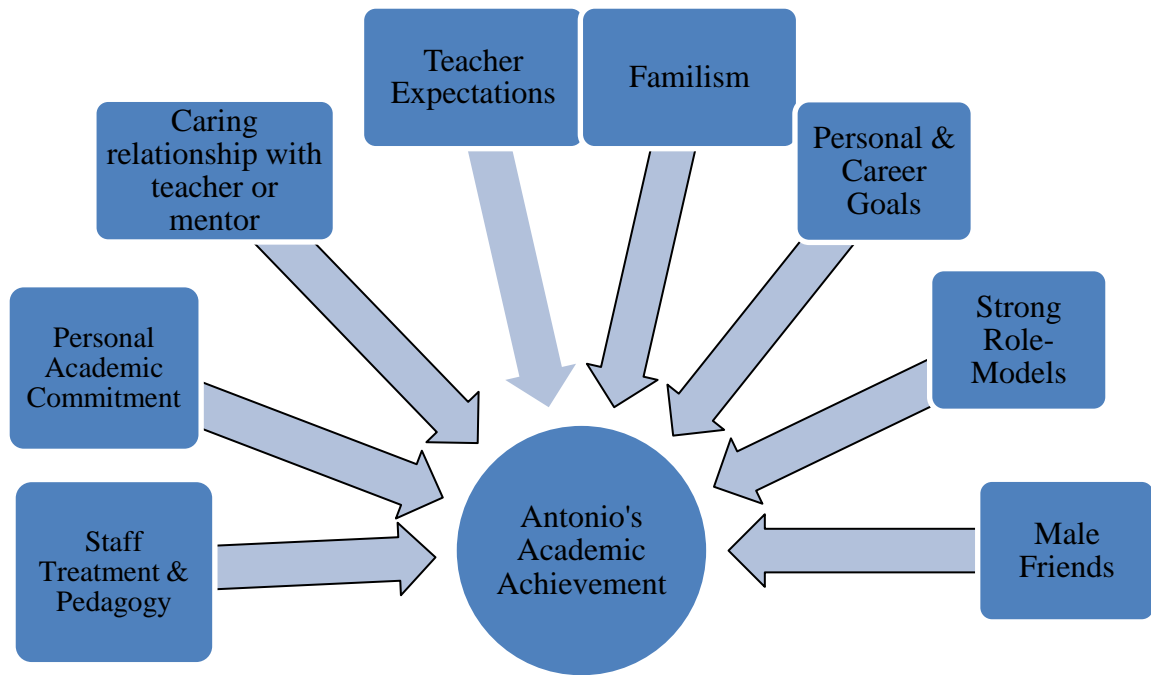 Teacher
Expectations
Familism
Caring
relationship with
teacher or
mentor
Personal &
Career
Goals
Personal
Academic
Commitment
Strong
Role-
Models
Staff
Treatment &
Pedagogy
Antonio's
Academic
Achievement
Male
Friends